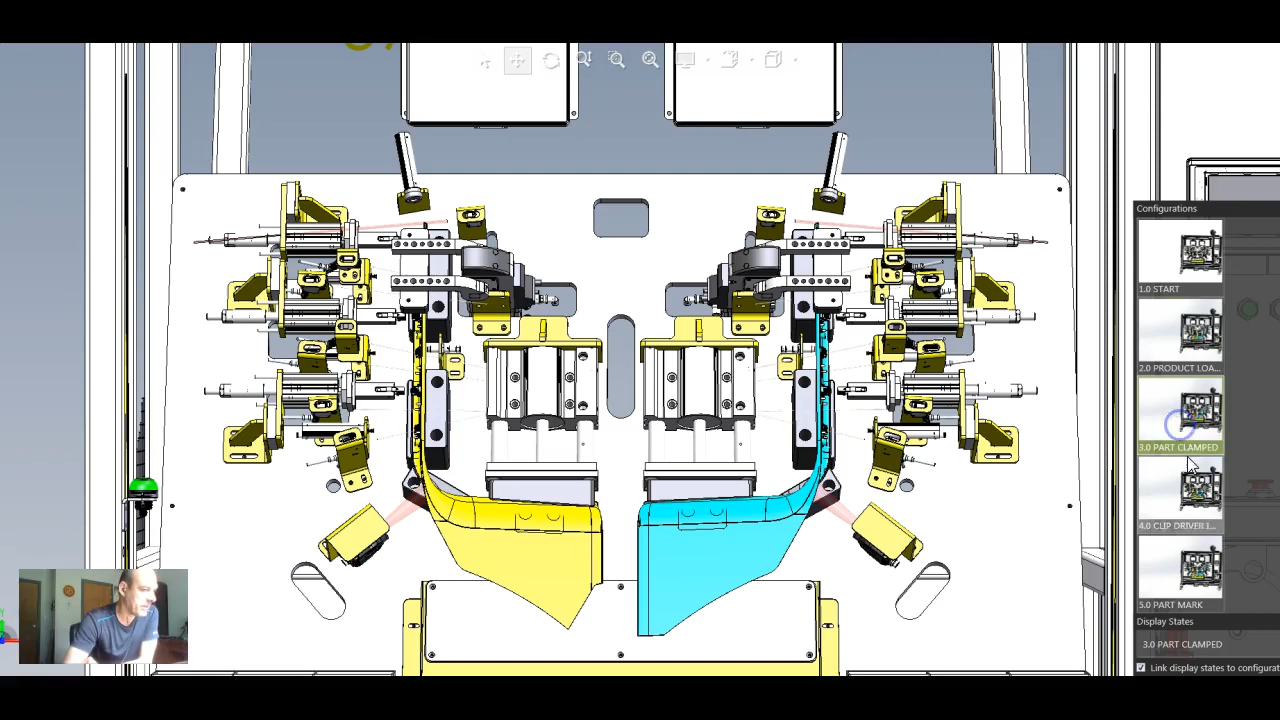 Configurations
1.0 START
2.0 PRODUCT LOA...
3.0 PART CLAMPED
4.0 CLIP DRIVER I...
5.0 PART MARK
Display States
3.0 PART CLAMPED
Link display states to configurat